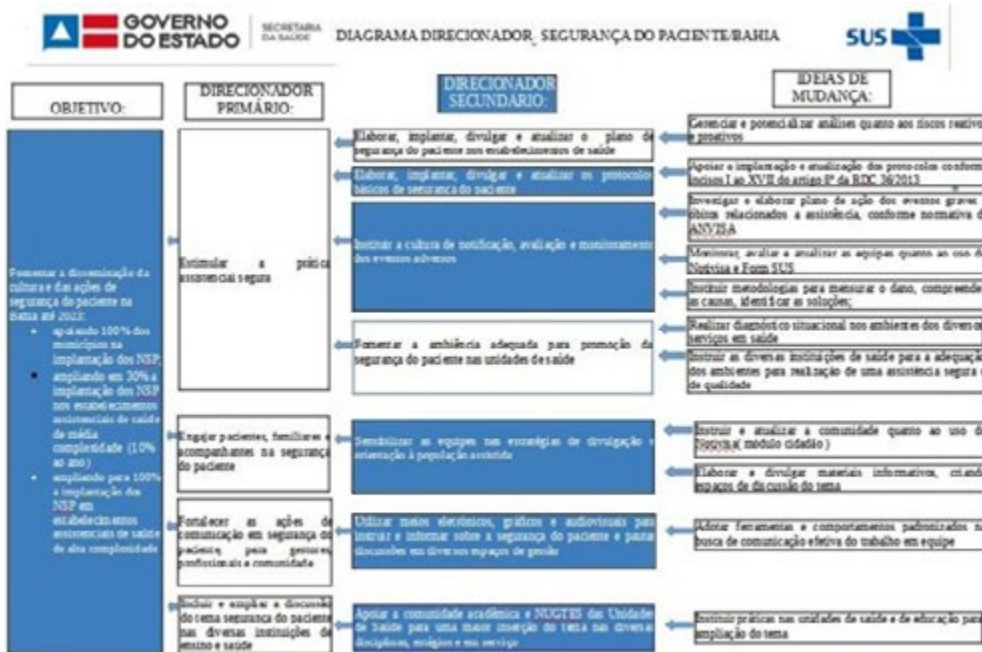 GOVERNO
DO ESTADO
SECRETARIA
DA SAÚDE
DIAGRAMA DIRECIONADOR, SEGURANÇA DO PACIENTE/BAHIA
SUS
OBJETIVO:
DIRECIONADOR
PRIMÁRIO:
DIRECIONADOR
SECUNDÁRIO:
IDEIAS DE
MUDANÇA:
Fomentar a disseminação da
cultura e das ações de
segurança do paciente na
Bahia até 2023:
apoiando 100% dos
municípios na
implantação dos NSP;
ampliando em 30% a
implantação dos NSP
nos estabelecimentos
assistenciais de saúde
de média
complexidade (10%
ao ano)
ampliando para 100%
a implantação dos
NSP em
estabelecimentos
assistenciais de saúde
de alta complexidade
Estimular a prática
assistencial segura
Engajar pacientes, familiares e
acompanhantes na segurança
do paciente
Fortalecer as ações de
comunicação em segurança do
paciente, para gestores,
profissionais e comunidade
Incluir e ampliar a discussão
do tema segurança do paciente
nas diversas instituições de
ensino e saúde
Elaborar, implantar, divulgar e atualizar o plano de
segurança do paciente nos estabelecimentos de saúde
Elaborar, implantar, divulgar e atualizar os protocolos
básicos de segurança do paciente
Instituir a cultura de notificação, avaliação e monitoramento
dos eventos adversos
Fomentar a ambiência adequada para promoção da
segurança do paciente nas unidades de saúde
Sensibilizar as equipes nas estratégias de divulgação e
orientação à população assistida
Utilizar meios eletrônicos, gráficos e audiovisuais para
instruir e informar sobre a segurança do paciente e pautar
discussões em diversos espaços de gestão
Apoiar a comunidade acadêmica e NUGTES das Unidades
de Saúde para uma maior inserção do tema nas diversas
disciplinas, estágios e em serviço
Gerenciar e potencializar análises quanto aos riscos reativos
e proativos
Apoiar a implantação e atualização dos protocolos conforme
incisos I ao XVII do artigo 8º da RDC 36/2013
Investigar e elaborar plano de ação dos eventos graves e
óbitos relacionados a assistência, conforme normativa da
ANVISA
Monitorar, avaliar a atualizar as equipas quanto ao uso do
Notivisa e Form SUS
Instituir metodologias para mensurar o dano, compreender
as causas, identificar as soluções;
Realizar diagnóstico situacional nos ambientes dos diversos
serviços em saúde
Instruir as diversas instituições de saúde para a adequação
dos ambientes para realização de uma assistência segura e
de qualidade
Instruir e atualizar a comunidade quanto ao uso do
Notivisa( módulo cidadão )
Elaborar e divulgar materiais informativos, criando
espaços de discussão do tema
Adotar ferramentas e comportamentos padronizados na
busca de comunicação efetiva do trabalho em equipe
Instituir práticas nas unidades de saúde e de educação para
ampliação do tema